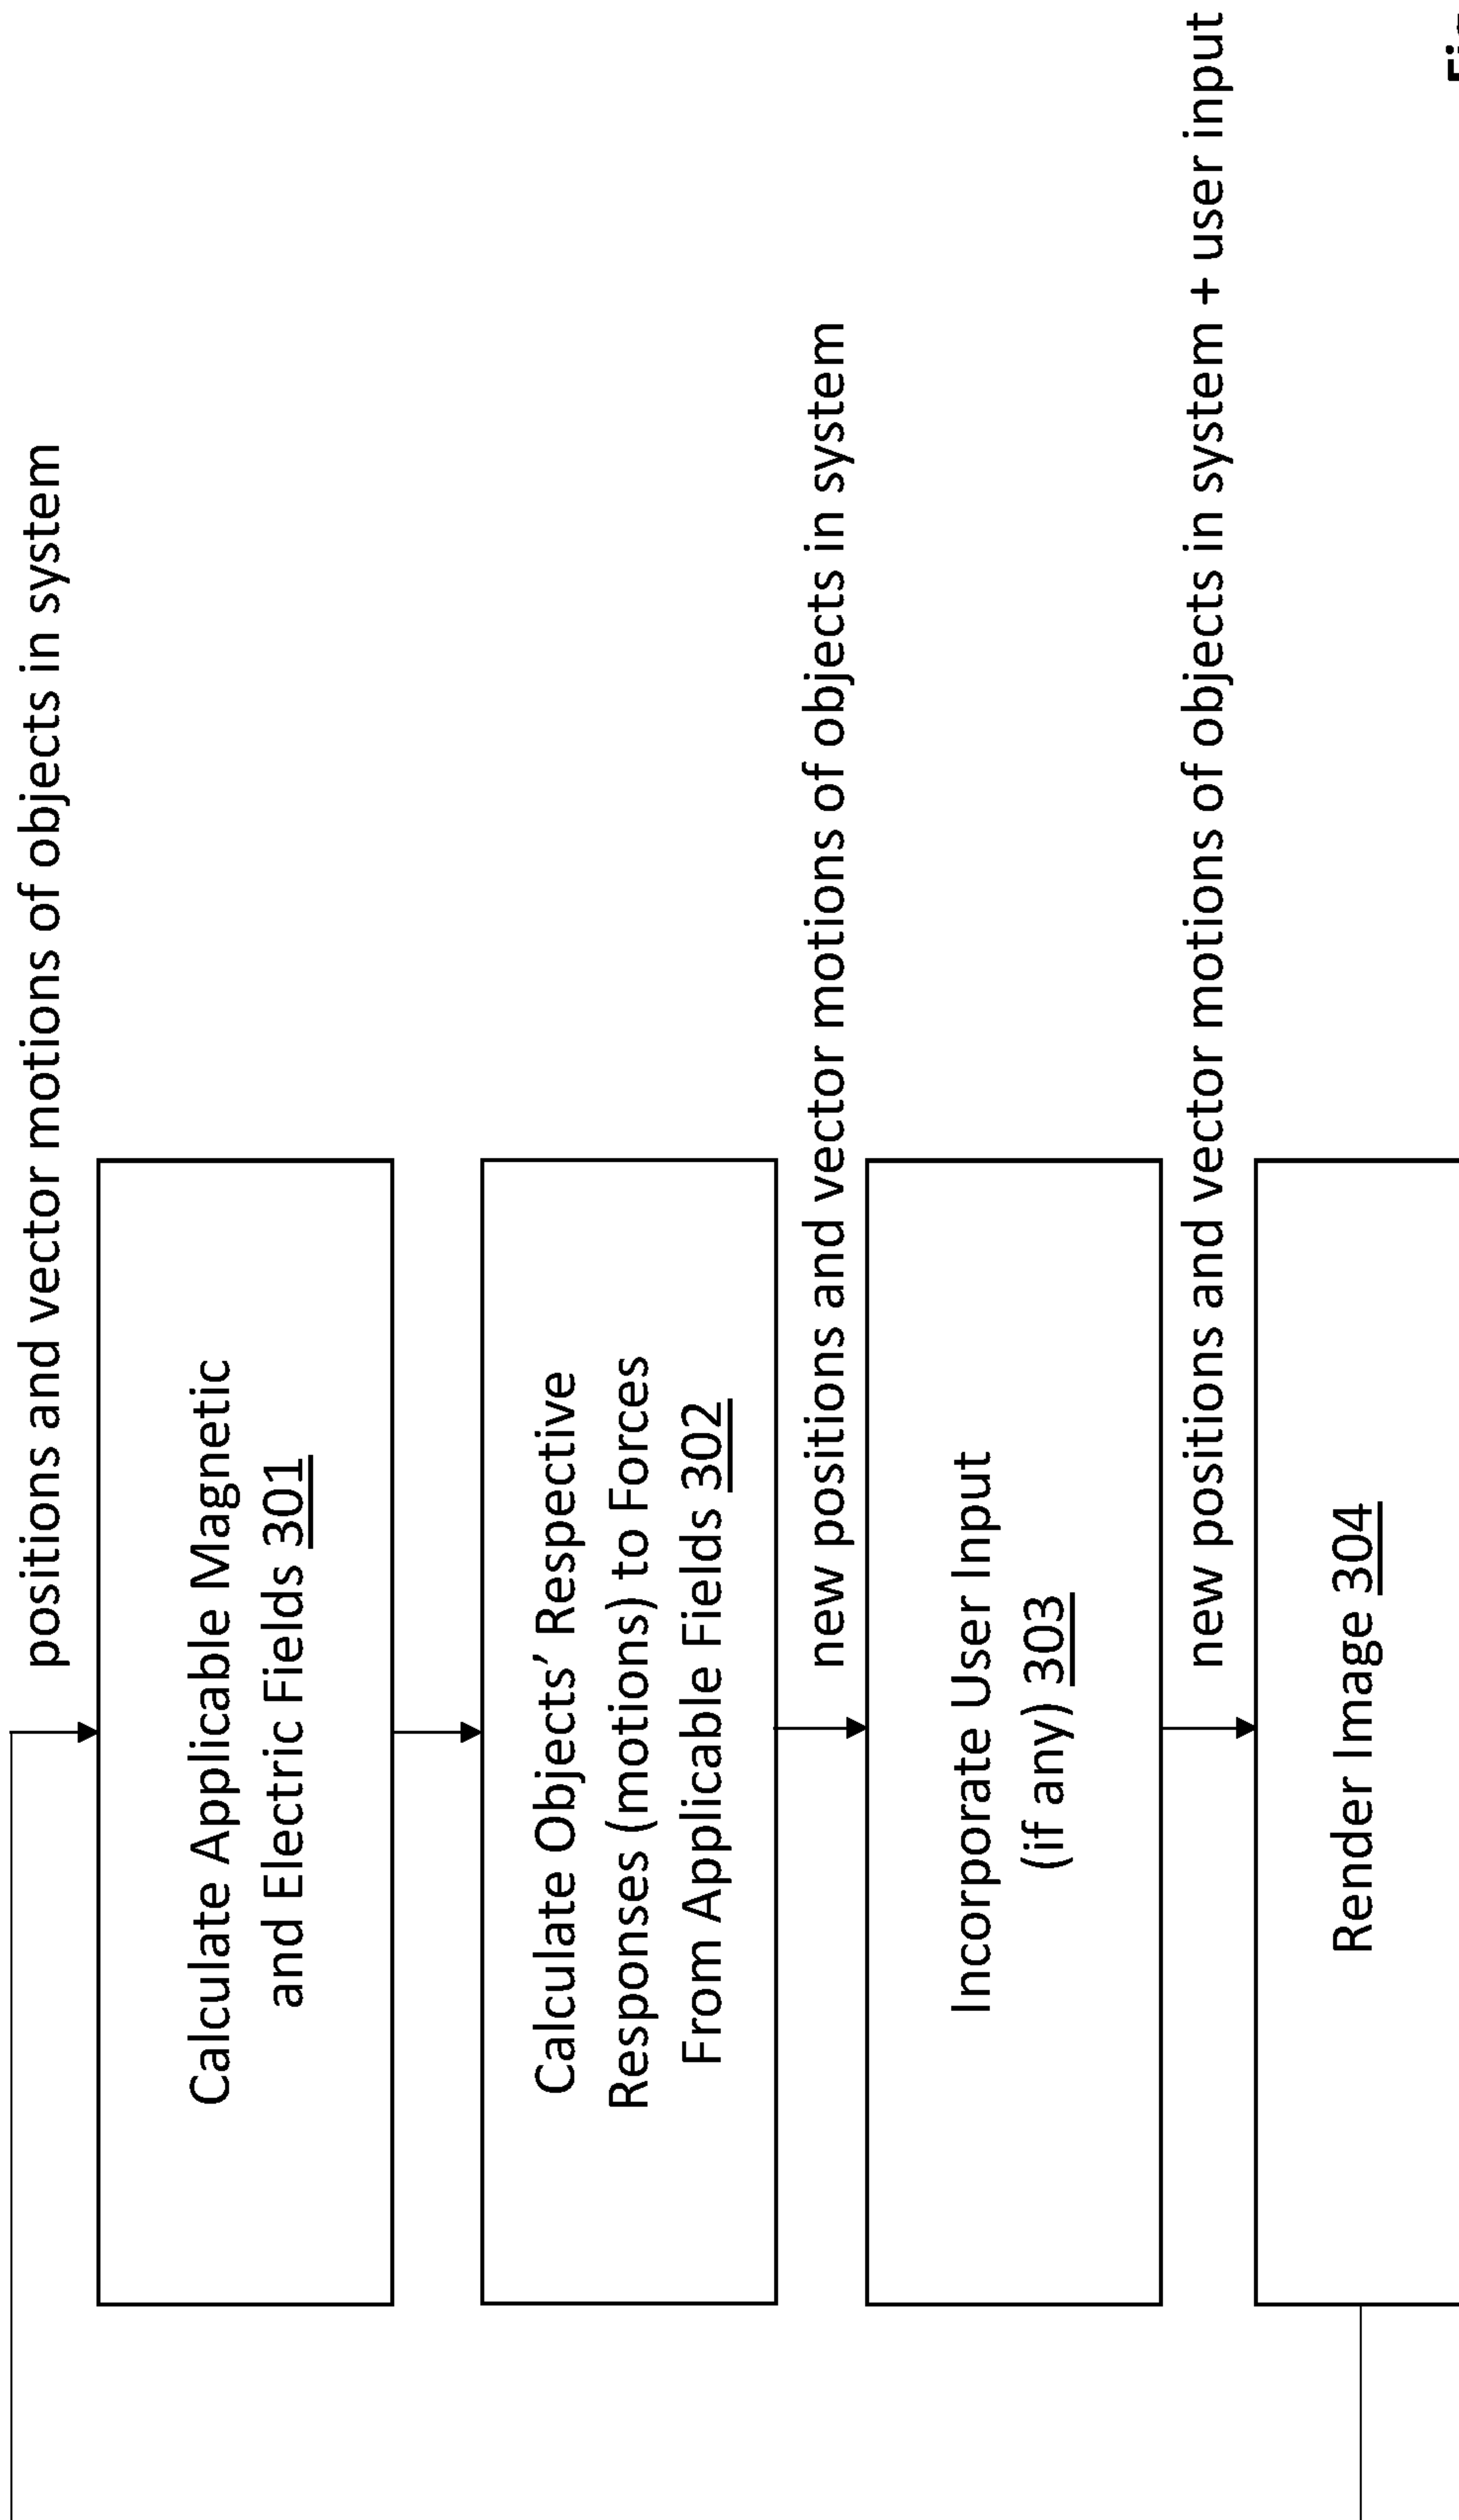 positions and vector motions of objects in system
Calculate Applicable Magnetic
and Electric Fields 301
Calculate Objects’ Respective
Responses (motions) to Forces
From Applicable Fields 302
new positions and vector motions of objects in system
Incorporate User Input
(if any) 303
new positions and vector motions of objects in system + user input
Render Image 304